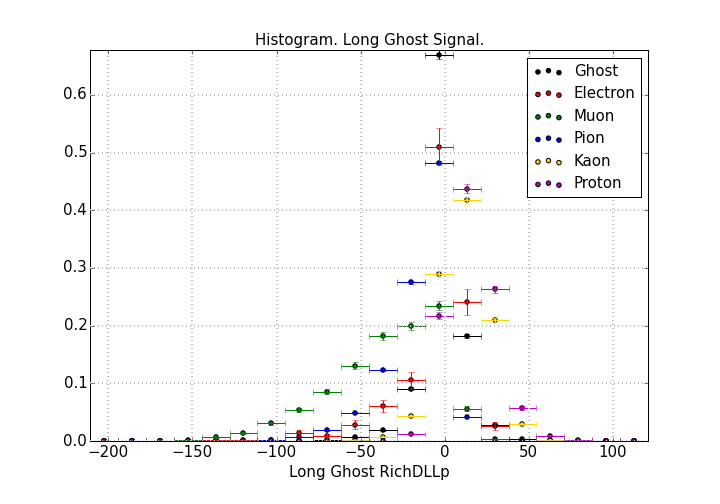 Histogram. Long Ghost Signal.
0.6
0.5
0.4
0.3
0.2
0.1
0.0
Ghost
Electron
Muon
Pion
Kaon
Proton
−200 −150 −100 −50 0 50 100
Long Ghost RichDLLp